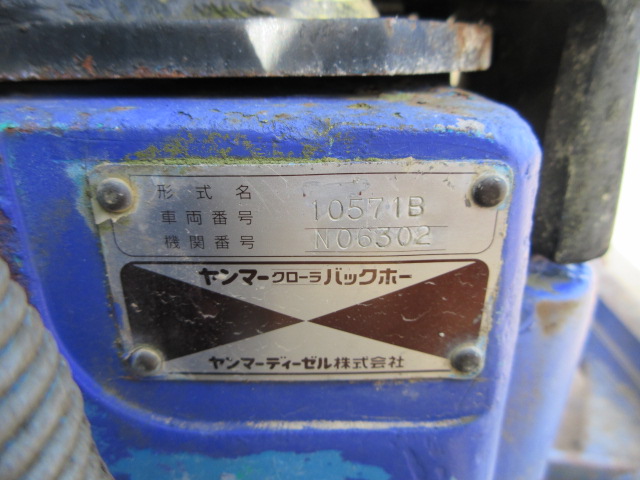 形式名
車両番号 10571B
機関番号 N06302
ヤンマークローラバックホー
ヤンマーディーゼル株式会社